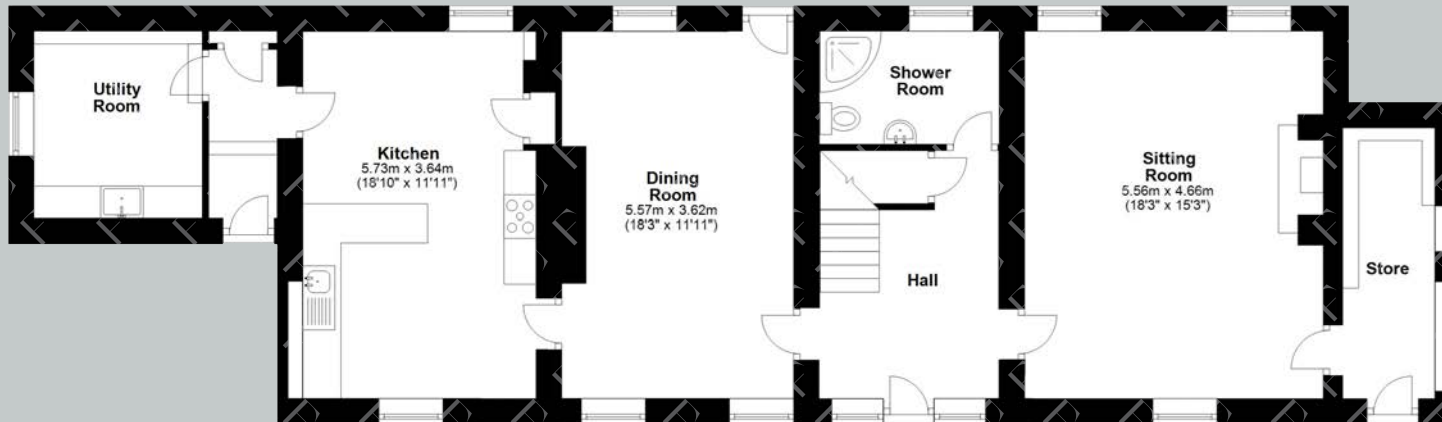 Utility
Room
Kitchen
5.73m x 3.64m
(18'10" x 11'11")
Dining
Room
5.57m x 3.62m
(18'3" x 11'11")
Shower
Room
Hall
Sitting
Room
5.56m x 4.66m
(18'3" x 15'3")
Store